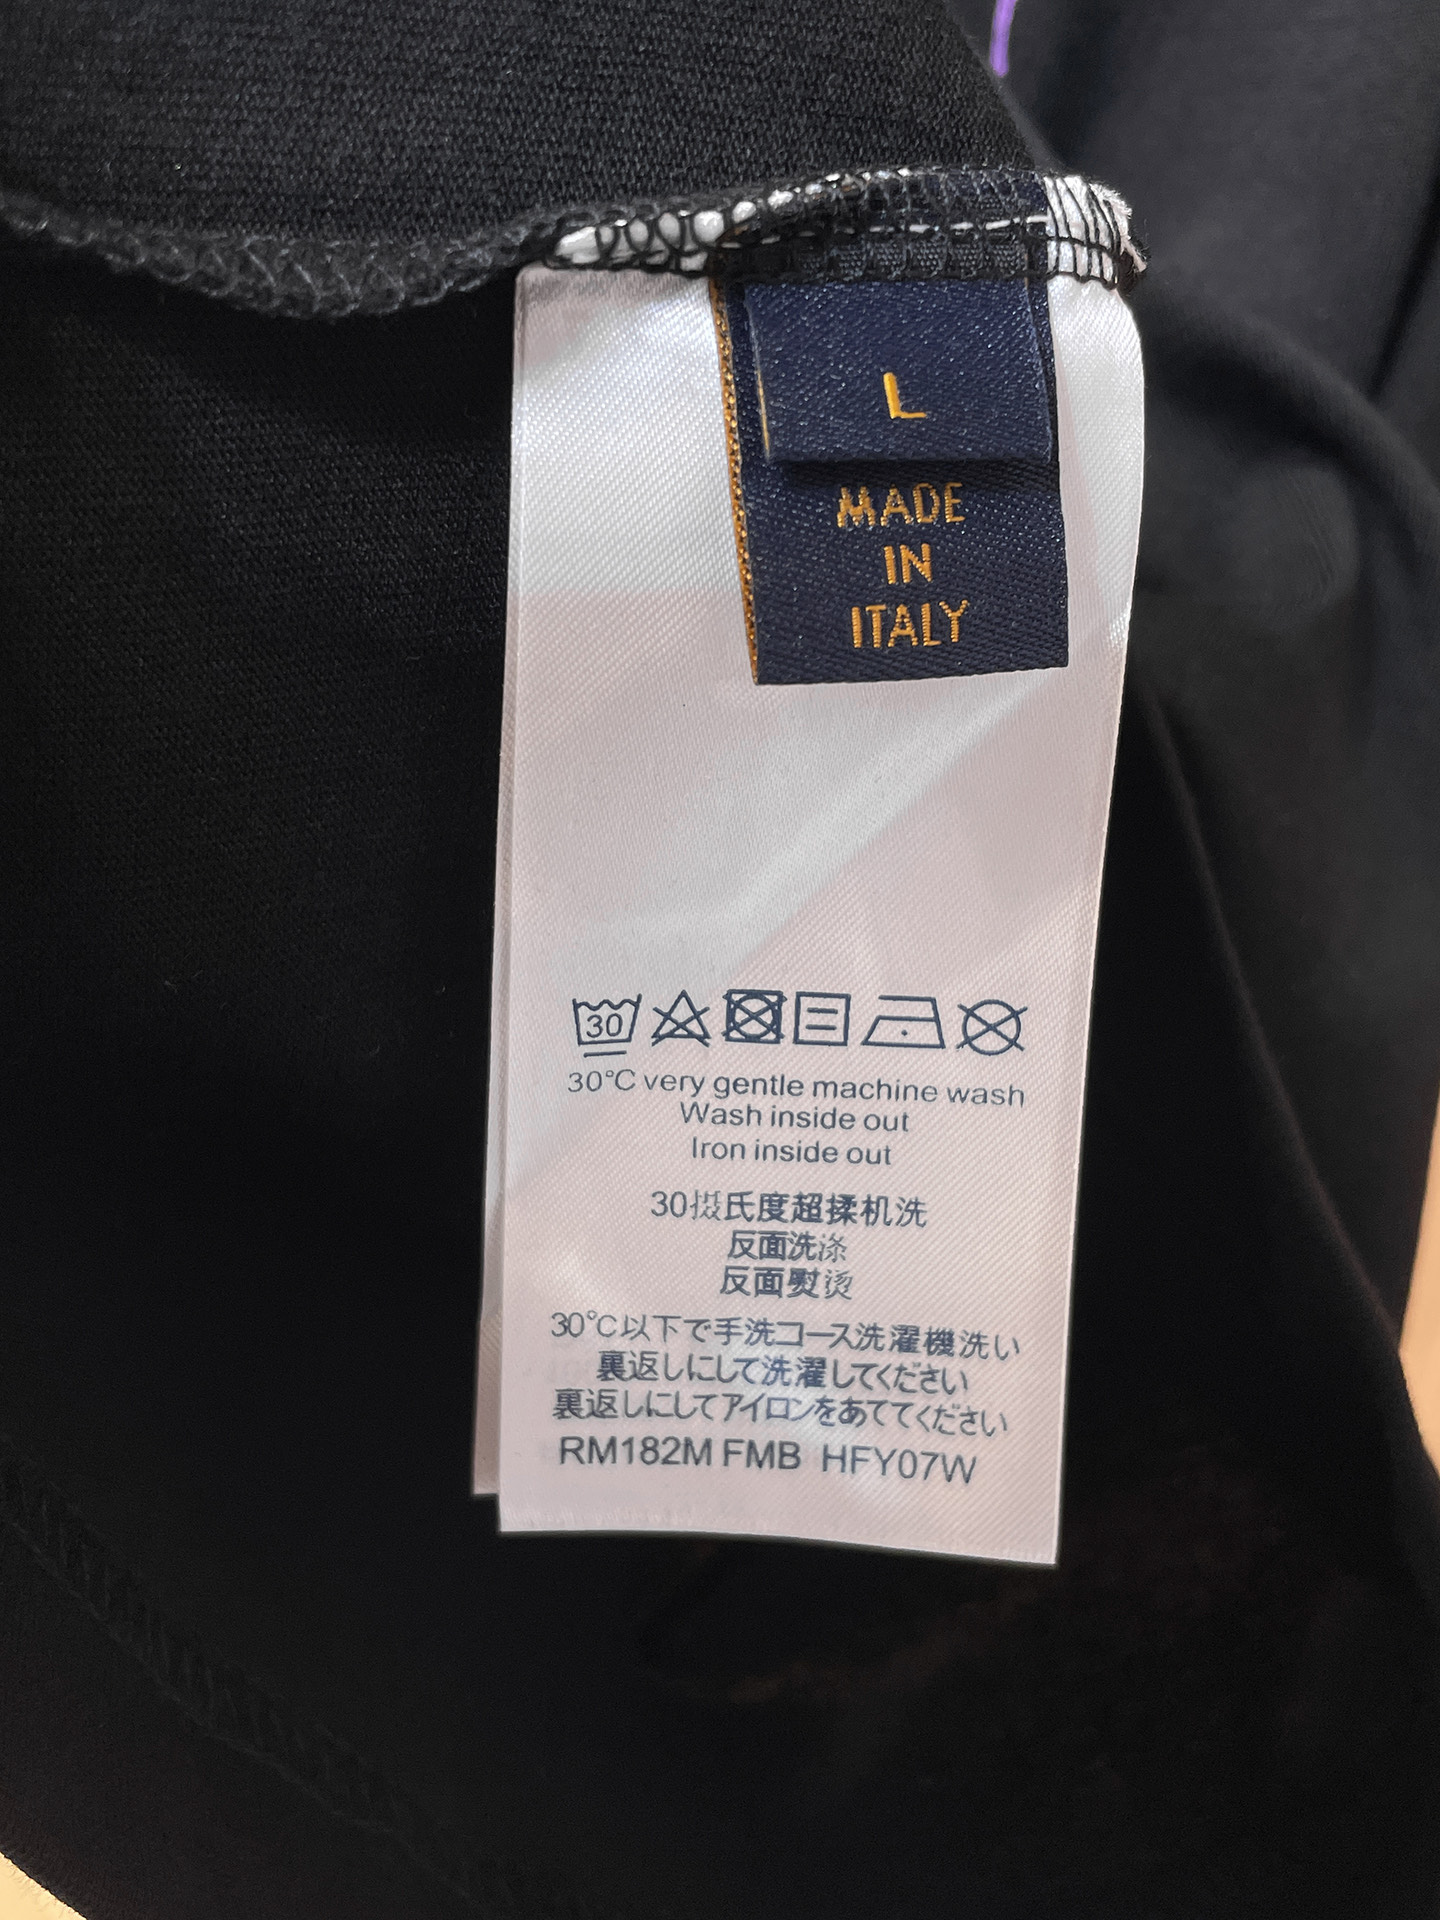 L
MADE
IN
ITALY
30
30°C very gentle machine wash
Wash inside out
Iron inside out
30摄氏度超揉机洗
反面洗涤
反面熨烫
30℃以下で手洗コース洗濯機洗い
裏返しにして洗濯してください
裏返しにしてアイロンをあててください
RM182M FMB HFY07W